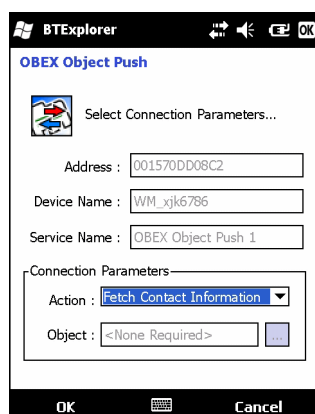 BTExplorer OK
OBEX Object Push
Select Connection Parameters...
Address : 001570DD08C2
Device Name : WM_xjk6786
Service Name : OBEX Object Push 1
Connection Parameters
Action : Fetch Contact Information
Object : <None Required> ...
OK Cancel